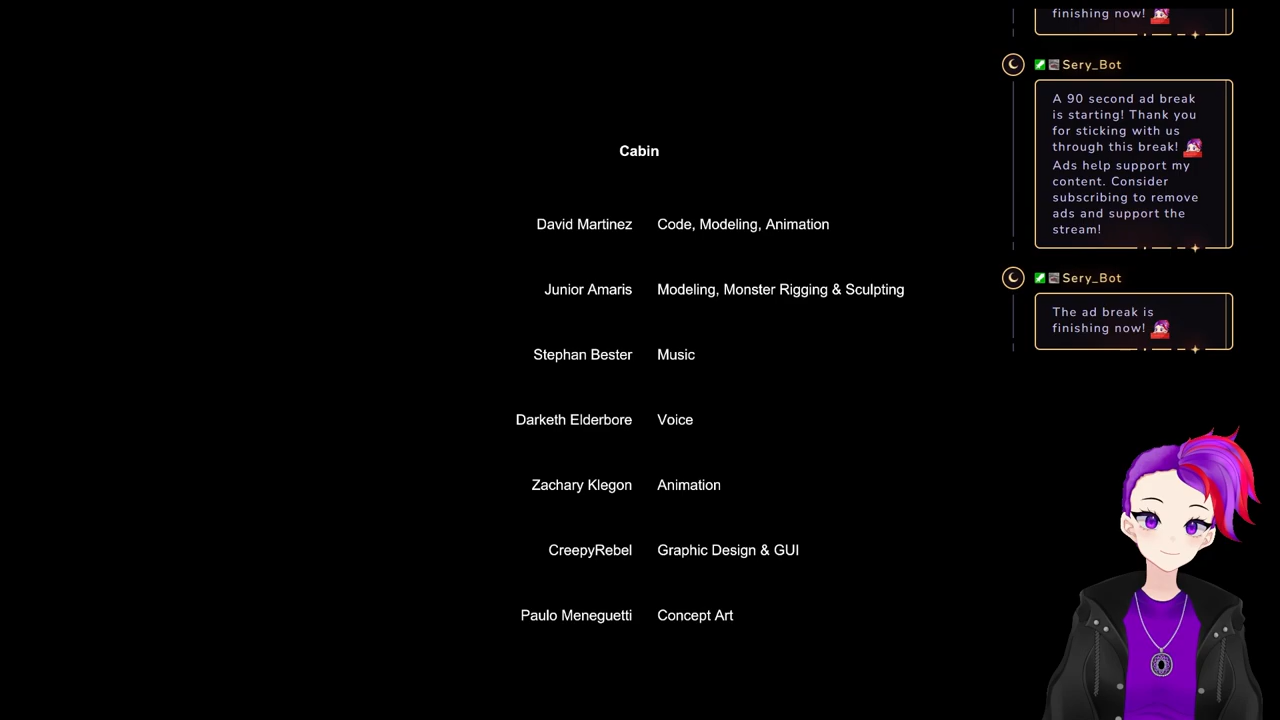 Cabin
David Martinez Code, Modeling, Animation
Junior Amaris Modeling, Monster Rigging & Sculpting
Stephan Bester Music
Darketh Elderbore Voice
Zachary Klegon Animation
CreepyRebel Graphic Design & GUI
Paulo Meneguetti Concept Art
finishing now!
Sery_Bot
A 90 second ad break
is starting! Thank you
for sticking with us
through this break!
Ads help support my
content. Consider
subscribing to remove
ads and support the
stream!
Sery_Bot
The ad break is
finishing now!